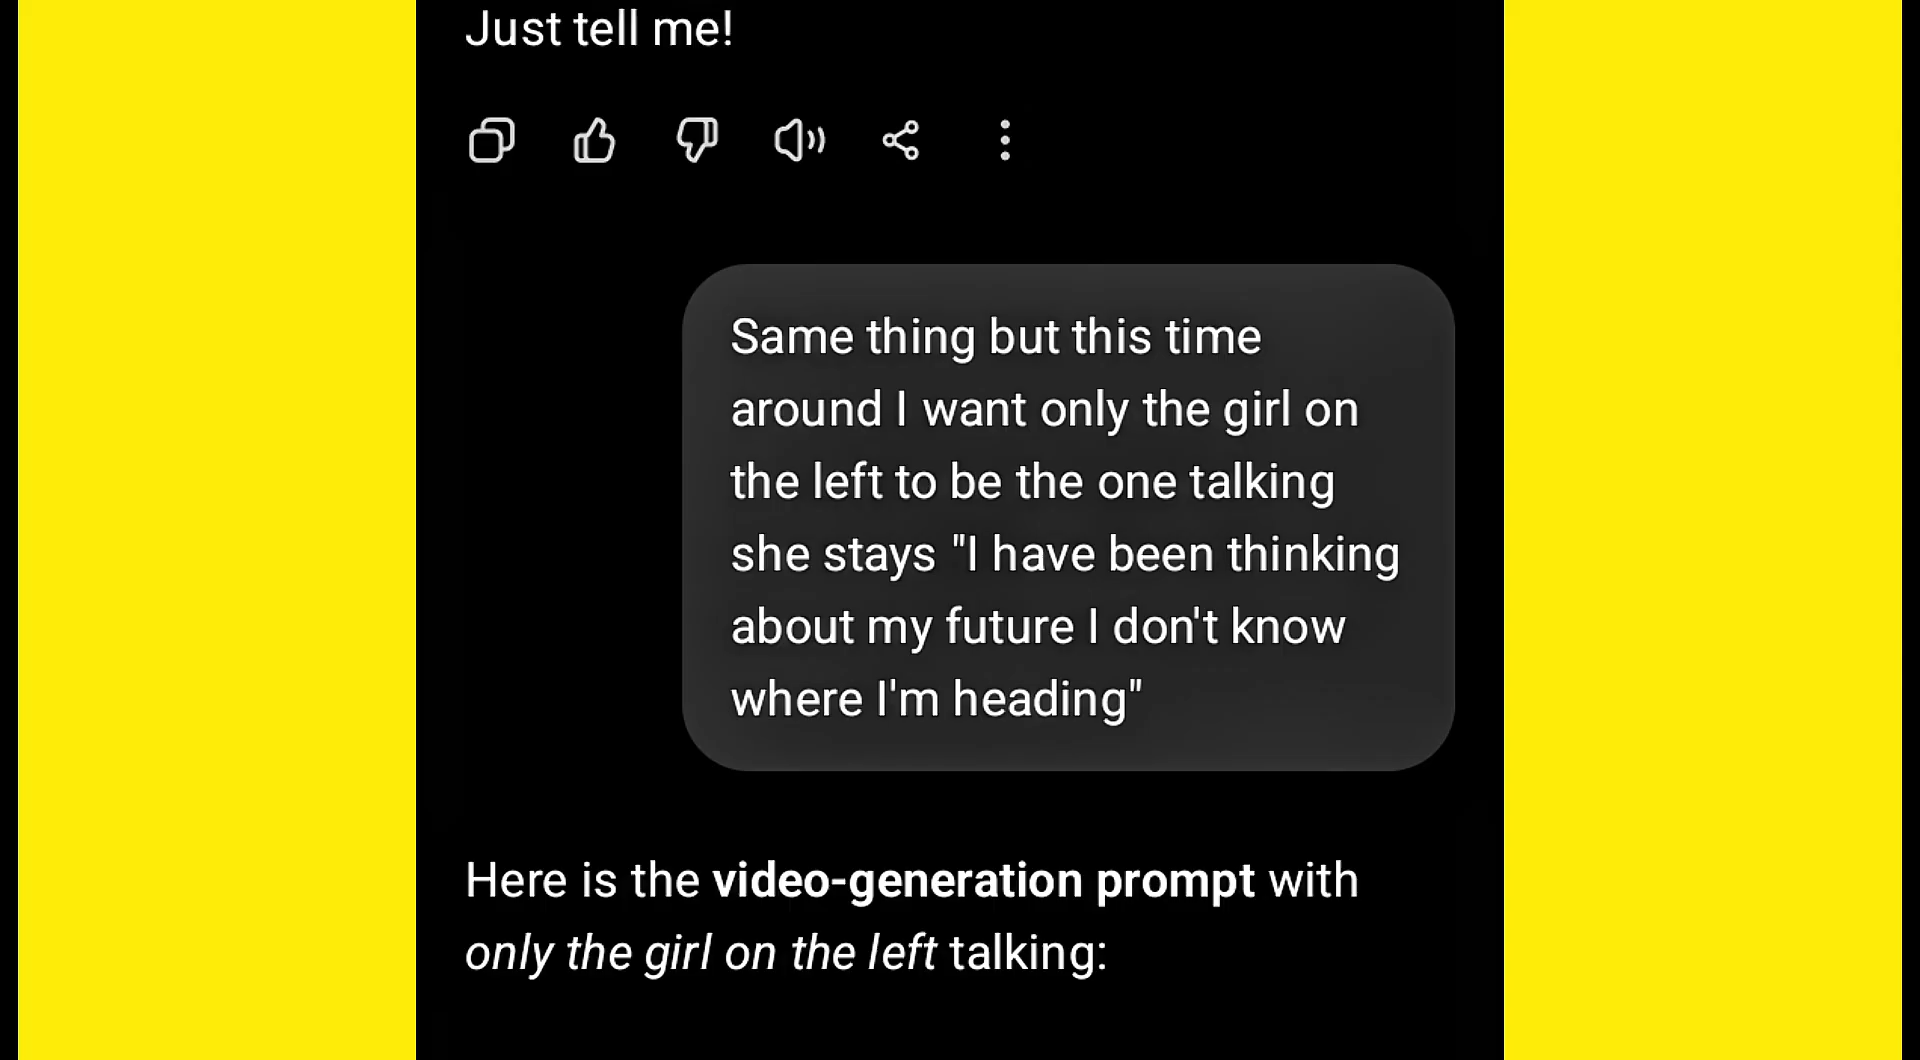 Just tell me!
Same thing but this time
around I want only the girl on
the left to be the one talking
she stays "I have been thinking
about my future I don't know
where I'm heading"
Here is the video-generation prompt with
only the girl on the left talking: